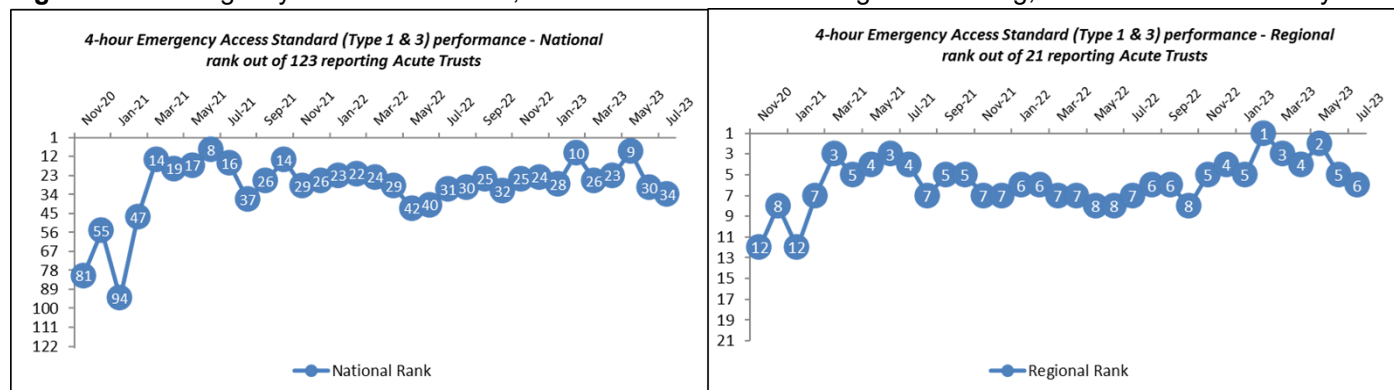 4-hour Emergency Access Standard (Type 1 & 3) performance - National
rank out of 123 reporting Acute Trusts
Nov-20 Jan-21 Mar-21 May-21 Jul-21 Sep-21 Nov-21 Jan-22 Mar-22 May-22 Jul-22 Sep-22 Nov-22 Jan-23 Mar-23 May-23 Jul-23
1
12
23
34
45
56
67
78
89
100
111
122
81 55 94 47 14 19 17 8 16 37 26 14 29 26 23 22 24 29 42 40 31 30 25 32 25 24 28 10 26 23 9 30 34
National Rank
4-hour Emergency Access Standard (Type 1 & 3) performance - Regional
rank out of 21 reporting Acute Trusts
Nov-20 Jan-21 Mar-21 May-21 Jul-21 Sep-21 Nov-21 Jan-22 Mar-22 May-22 Jul-22 Sep-22 Nov-22 Jan-23 Mar-23 May-23 Jul-23
1
3
5
7
9
11
13
15
17
19
21
12 8 12 7 3 5 4 3 4 7 5 5 7 7 6 6 7 7 8 8 7 6 6 8 5 4 5 1 3 4 2 5 6
Regional Rank